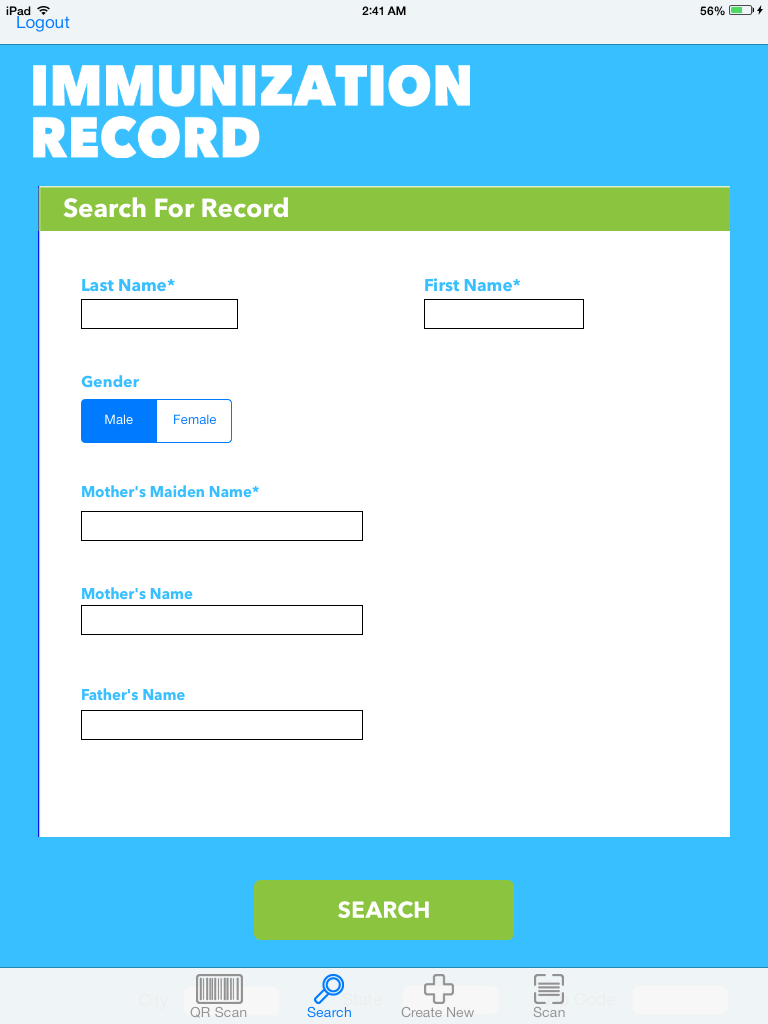 iPad 2:41 AM 56%
Logout
IMMUNIZATION
RECORD
Search For Record
Last Name* First Name*
Gender
Male Female
Mother's Maiden Name*
Mother's Name
Father's Name
SEARCH
City State Code
QR Scan Search Create New Scan